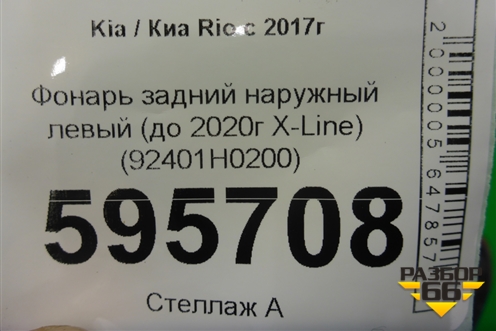 Kia / Киа Rio с 2017г
Фонарь задний наружный
левый (до 2020г X-Line)
(92401H0200)
595708
Стеллаж А
2000005647857
РАЗБОР
66